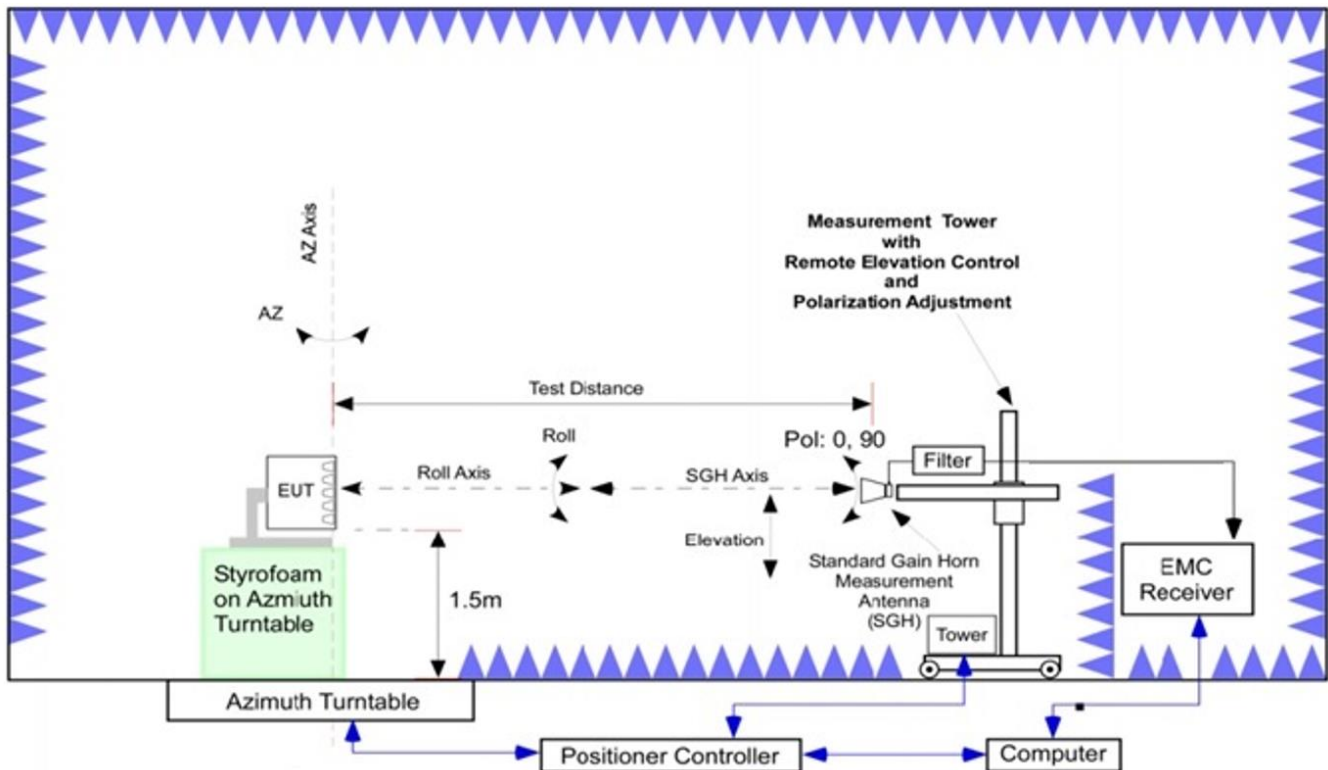 AZ Axis
AZ
Measurement Tower
with
Remote Elevation Control
and
Polarization Adjustment
Test Distance
Roll
Pol: 0, 90
Filter
EUT
Roll Axis
SGH Axis
Elevation
Standard Gain Horn
Measurement
Antenna
(SGH)
EMC
Receiver
Styrofoam
on Azmiuth
Turntable
1.5m
Tower
Azimuth Turntable
Positioner Controller
Computer